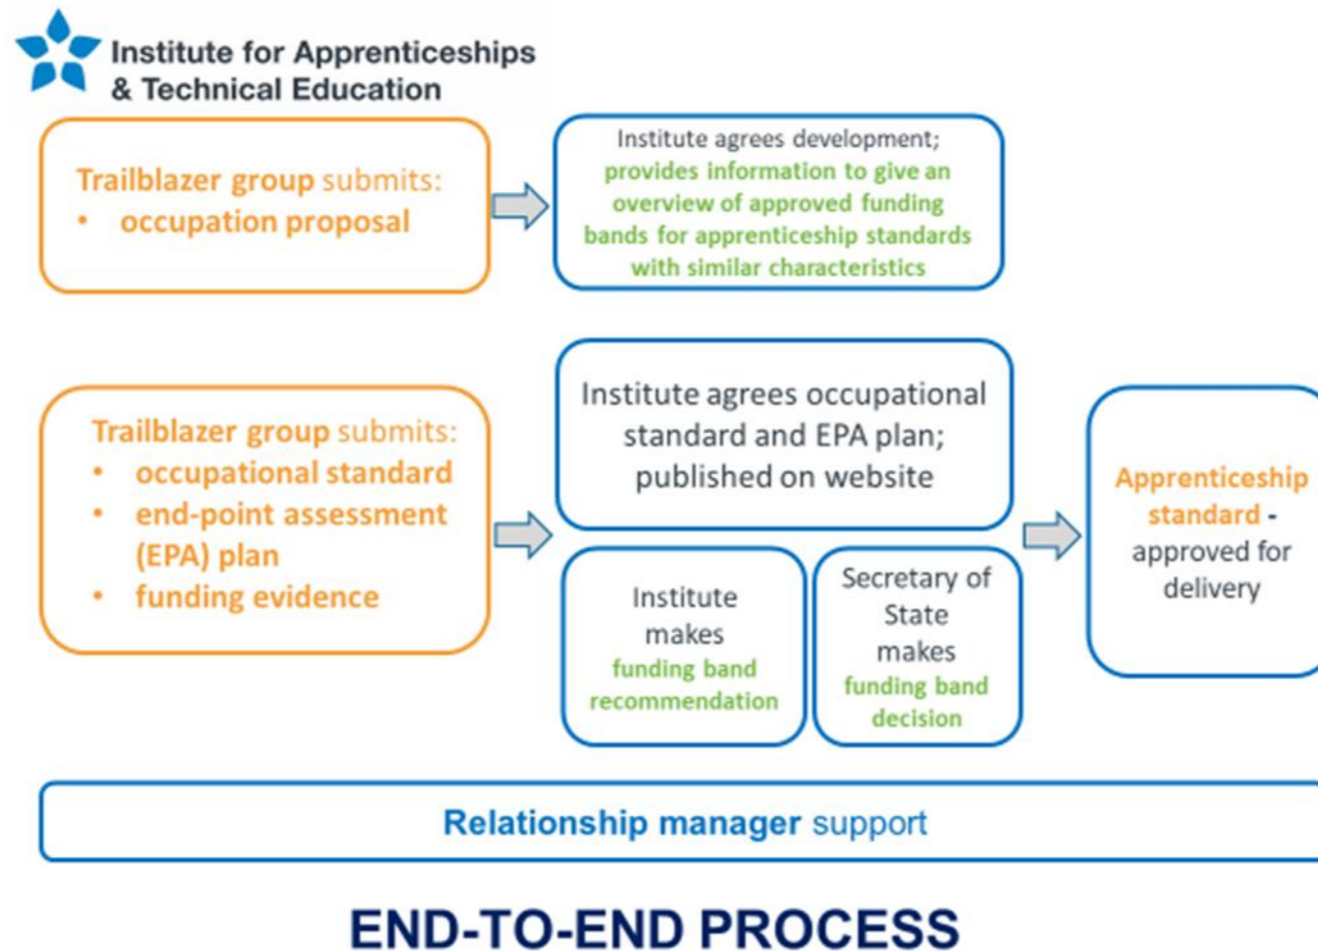 Institute for Apprenticeships
& Technical Education
Trailblazer group submits:
• occupation proposal
Institute agrees development;
provides information to give an
overview of approved funding
bands for apprenticeship standards
with similar characteristics
Trailblazer group submits:
• occupational standard
• end-point assessment
(EPA) plan
• funding evidence
Institute agrees occupational
standard and EPA plan;
published on website
Institute
makes
funding band
recommendation
Secretary of
State
makes
funding band
decision
Apprenticeship
standard -
approved for
delivery
Relationship manager support
END-TO-END PROCESS